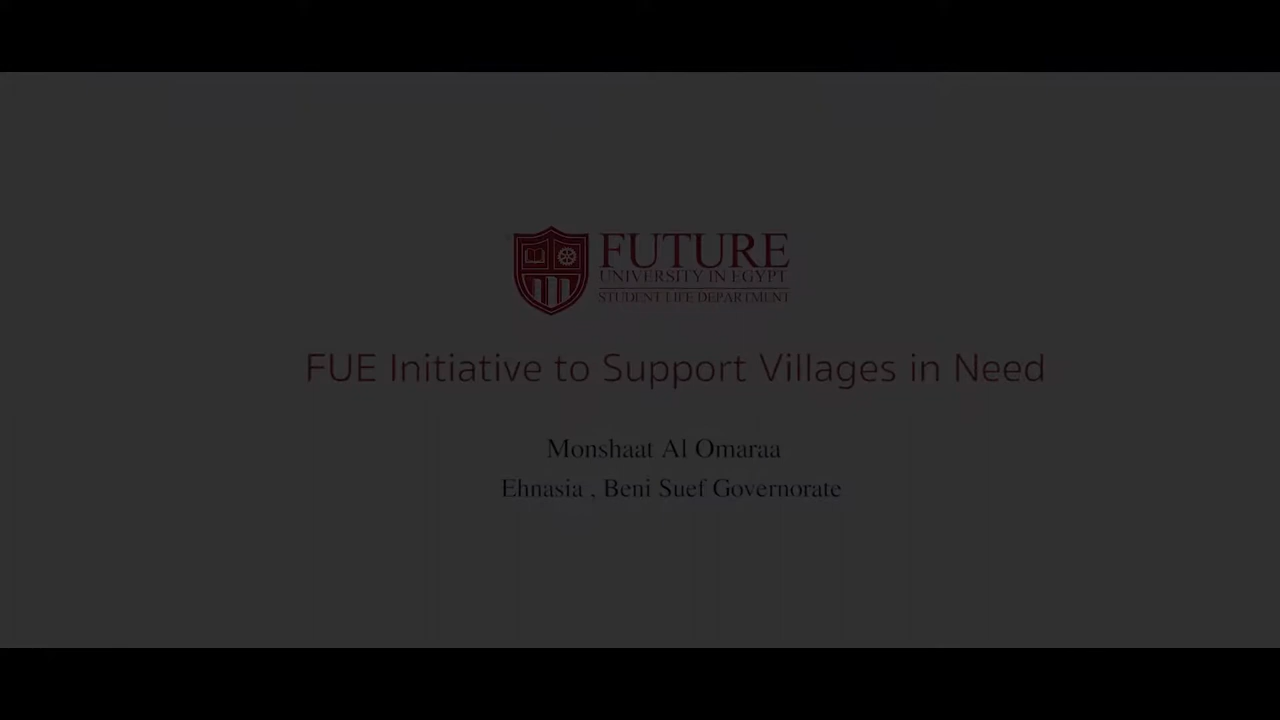 FUTURE
UNIVERSITY IN EGYPT
STUDENT LIFE DEPARTMENT
FUE Initiative to Support Villages in Need
Monshaat Al Omaraa
Ehnasia , Beni Suef Governorate